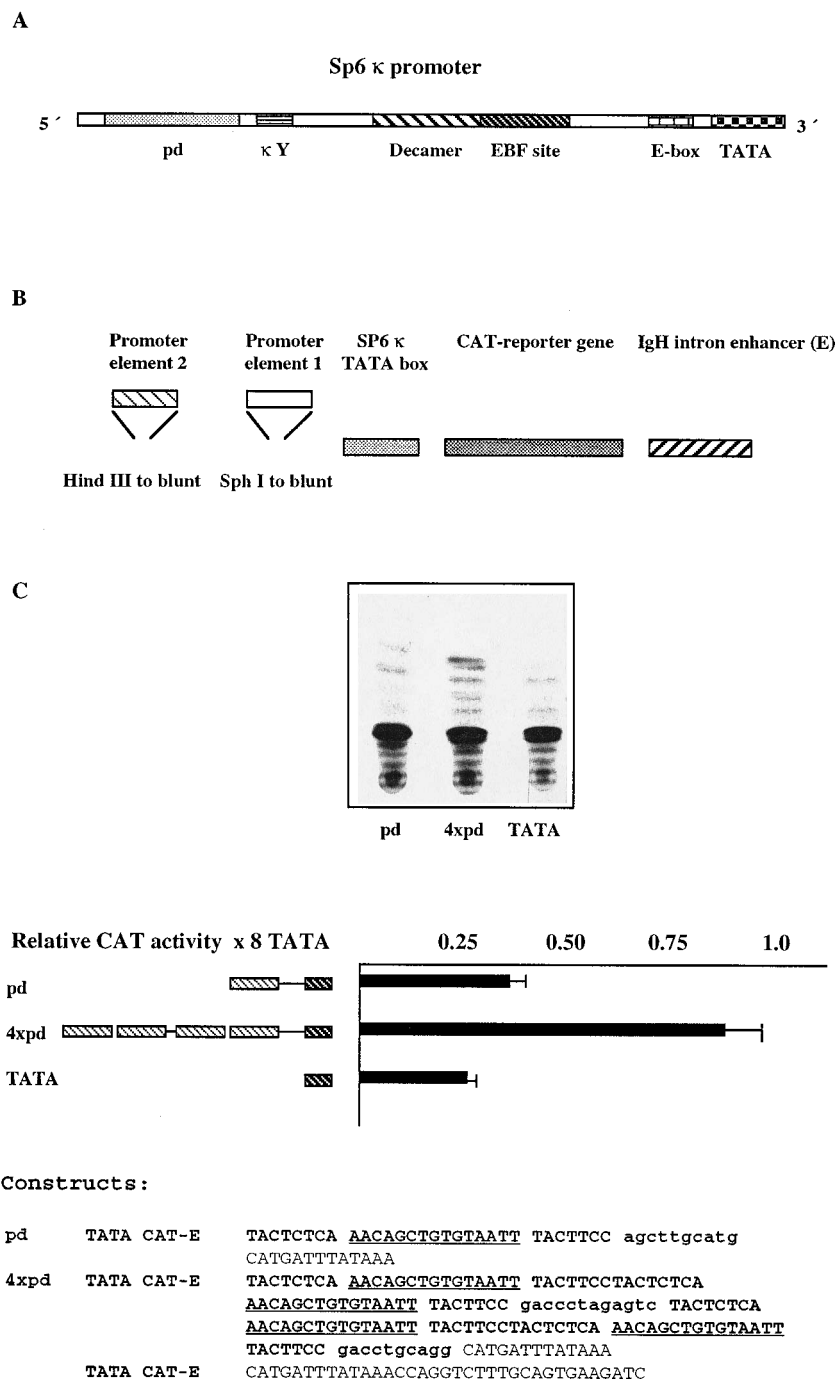 A
Sp6 κ promoter
5 ´ 3 ´
pd κ Y Decamer EBF site E-box TATA
B
Promoter element 2
Promoter element 1
SP6 κ TATA box
CAT-reporter gene
IgH intron enhancer (E)
Hind III to blunt Sph I to blunt
C
pd 4xpd TATA
Relative CAT activity x 8 TATA 0.25 0.50 0.75 1.0
pd
4xpd
TATA
Constructs:
pd TATA CAT-E TACTCTCA AACAGCTGTGTAATT TACTTCC agcttgcatg
CATGATTTATAAA
4xpd TATA CAT-E TACTCTCA AACAGCTGTGTAATT TACTTCCTACTCTCA
AACAGCTGTGTAATT TACTTCC gaccctagagtc TACTCTCA
AACAGCTGTGTAATT TACTTCCTACTCTCA AACAGCTGTGTAATT
TACTTCC gacctgcagg CATGATTTATAAA
TATA CAT-E CATGATTTATAAACCAGGTCTTTGCAGTGAAGATC